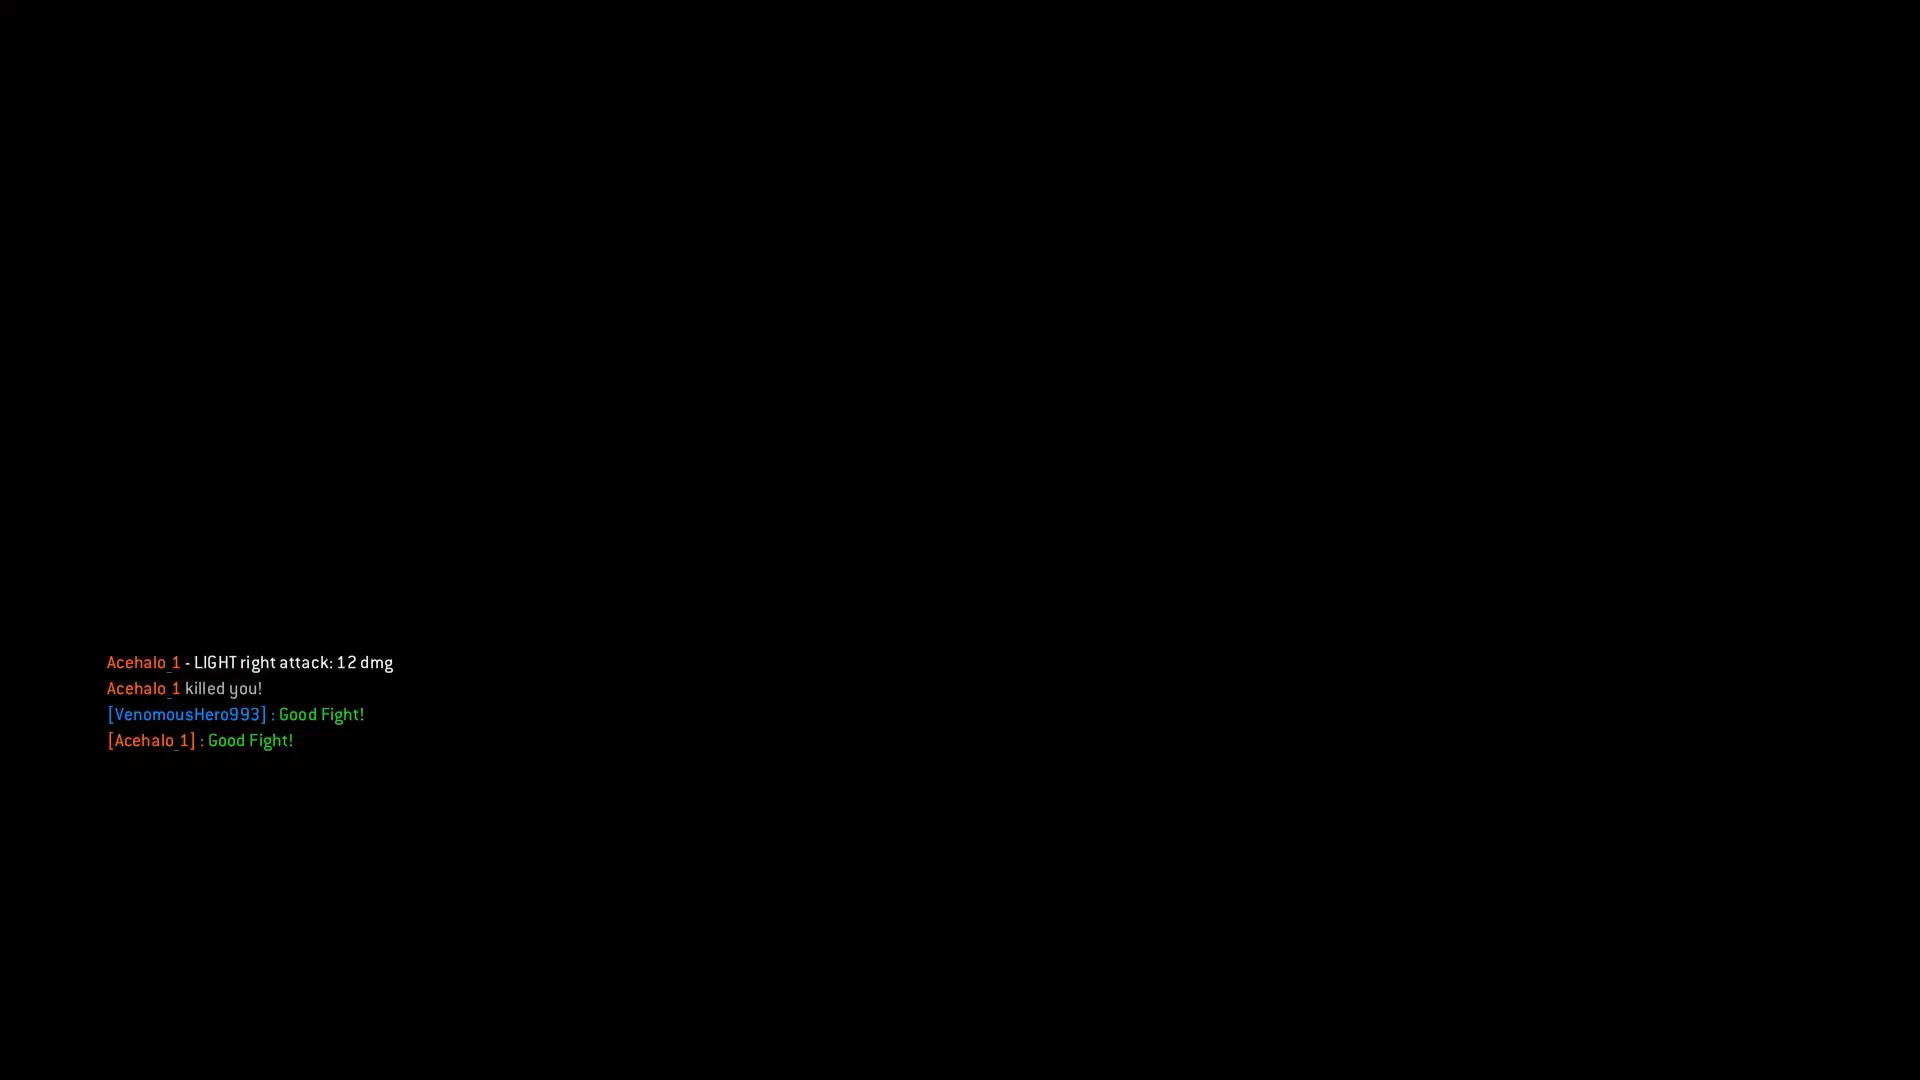 Acehalo_1 - LIGHT right attack: 12 dmg
Acehalo_1 killed you!
[VenomousHero993] : Good Fight!
[Acehalo_1] : Good Fight!